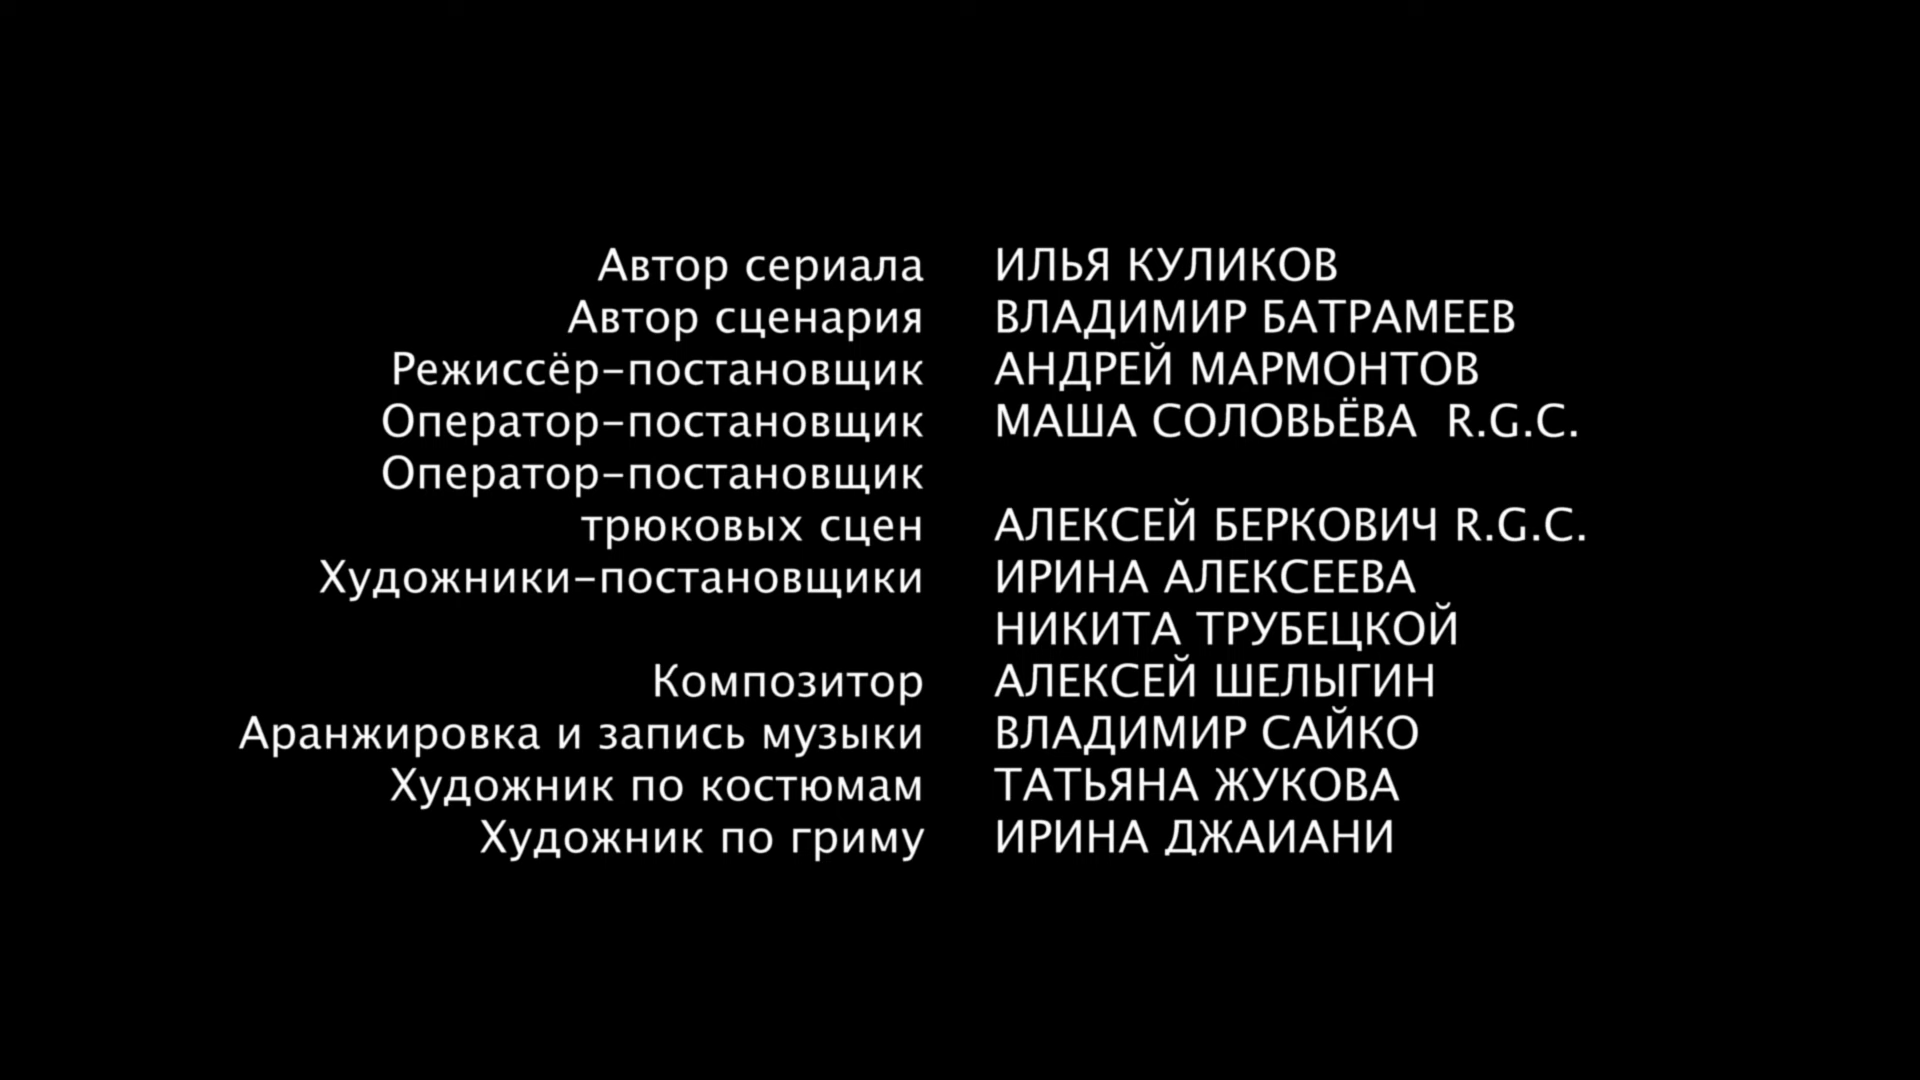 Автор сериала ИЛЬЯ КУЛИКОВ
Автор сценария ВЛАДИМИР БАТРАМЕЕВ
Режиссёр-постановщик АНДРЕЙ МАРМОНТОВ
Оператор-постановщик МАША СОЛОВЬЁВА R.G.C.
Оператор-постановщик
трюковых сцен АЛЕКСЕЙ БЕРКОВИЧ R.G.C.
Художники-постановщики ИРИНА АЛЕКСЕЕВА
НИКИТА ТРУБЕЦКОЙ
Композитор АЛЕКСЕЙ ШЕЛЫГИН
Аранжировка и запись музыки ВЛАДИМИР САЙКО
Художник по костюмам ТАТЬЯНА ЖУКОВА
Художник по гриму ИРИНА ДЖАИАНИ